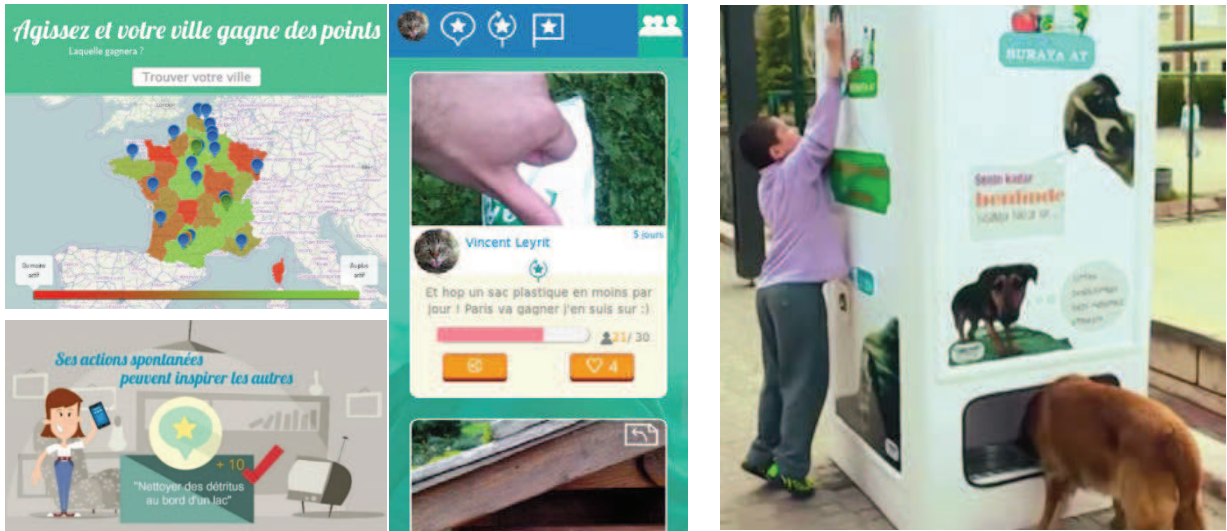 Agissez et votre ville gagne des points
Laquelle gagnera ?
Trouver votre ville
Ses actions spontanées
peuvent inspirer les autres
+ 10
"Nettoyer des détritus
au bord d'un lac"
5 jours
Vincent Leyrit
Et hop un sac plastique en moins par
jour ! Paris va gagner j'en suis sur :)
21/ 30
4
BURAYA AT
Senin kadar
benimde